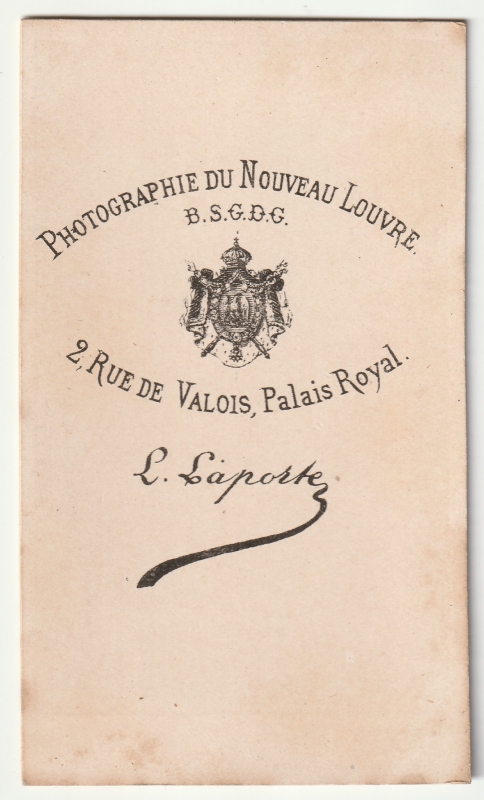 PHOTOGRAPHIE DU NOUVEAU LOUVRE.
B.S.G.D.G.
2, RUE DE VALOIS, Palais Royal.
L. Laporte